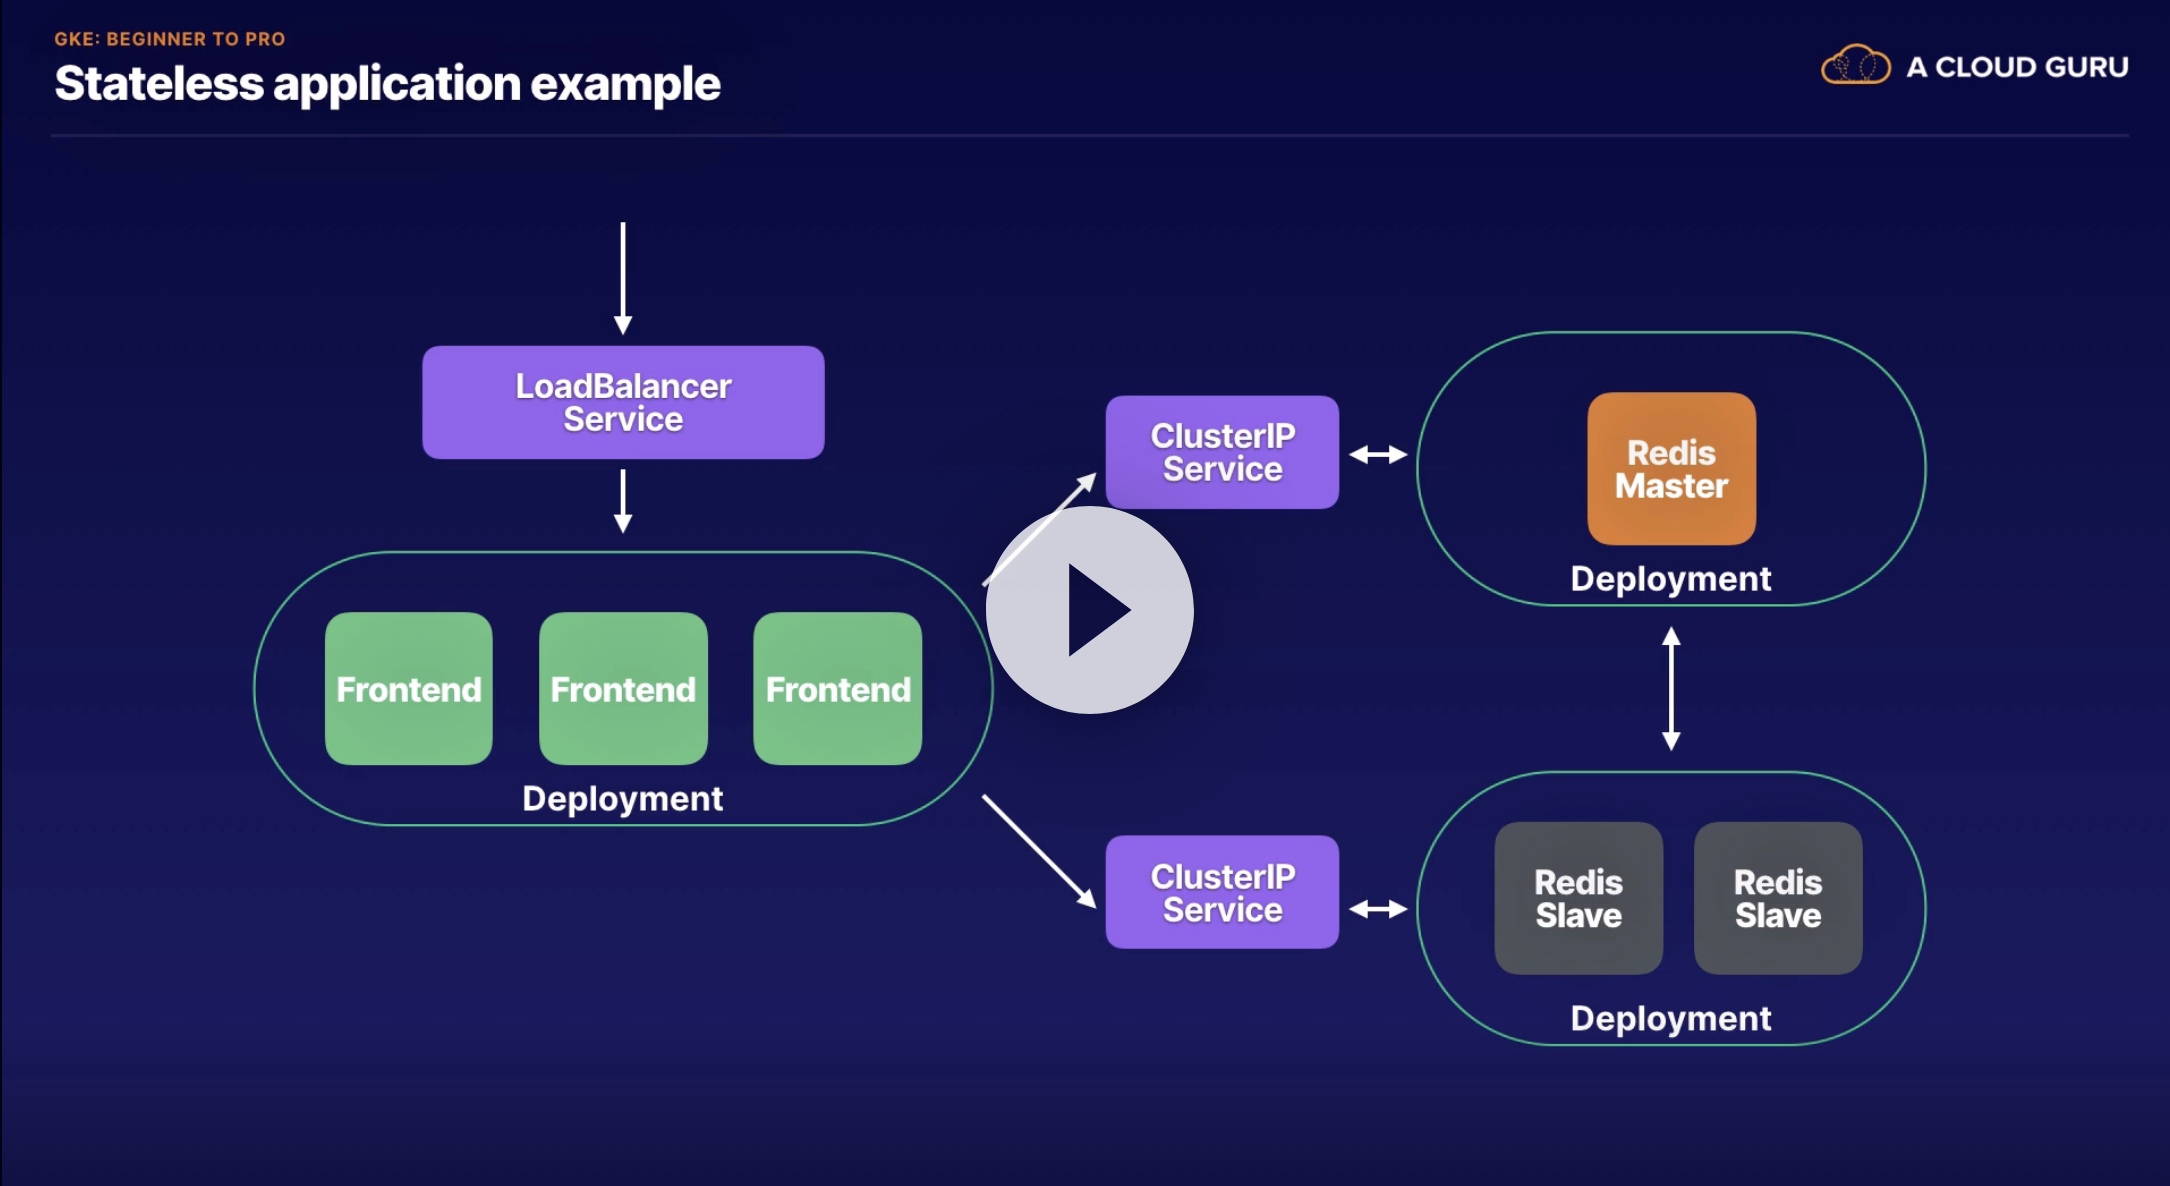 GKE: BEGINNER TO PRO
Stateless application example
A CLOUD GURU
LoadBalancer
Service
ClusterIP
Service
Redis
Master
Deployment
Frontend
Frontend
Frontend
Deployment
ClusterIP
Service
Redis
Slave
Redis
Slave
Deployment